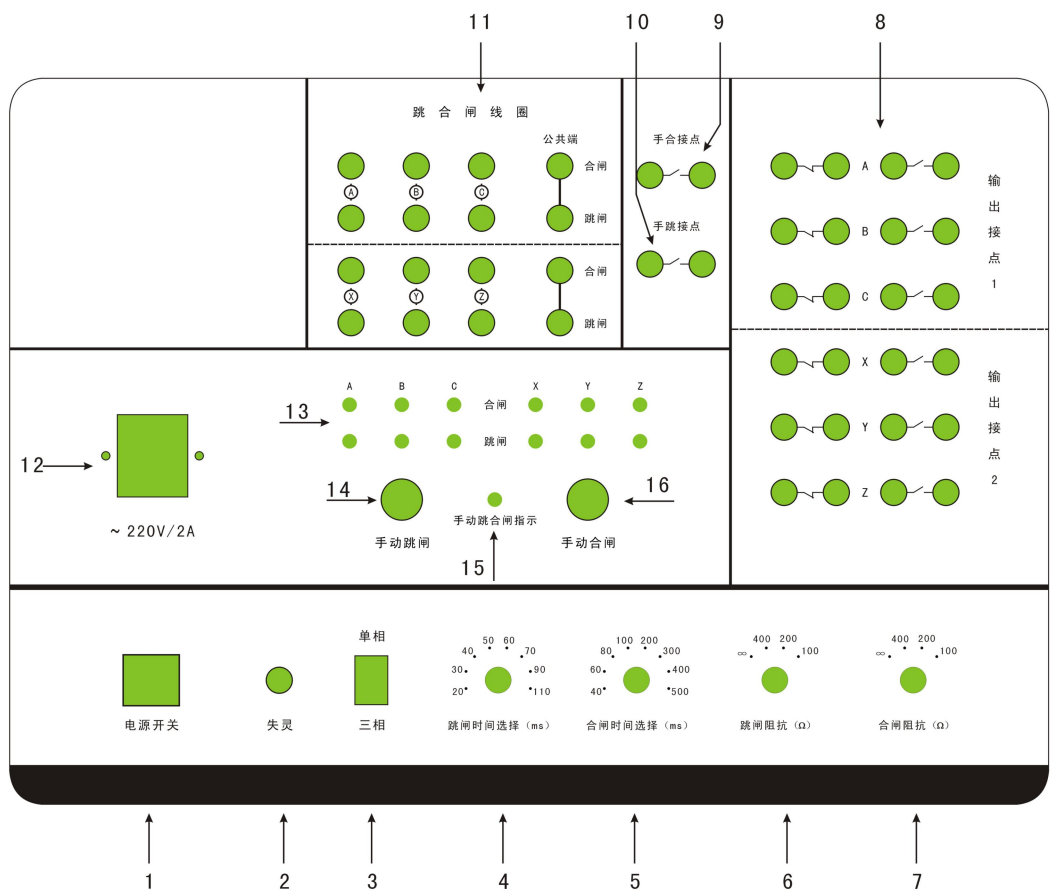 11
10
9
8
跳合闸线圈
公共端
合闸
A
B
C
跳闸
合闸
X
Y
Z
跳闸
手合接点
手跳接点
A
B
C
输出接点1
X
Y
Z
输出接点2
12
~220V/2A
13
A B C X Y Z
合闸
跳闸
14
16
手动跳合闸指示
手动跳闸
手动合闸
15
电源开关
失灵
单相
三相
20 30 40 50 60 70 90 110
跳闸时间选择(ms)
40 60 80 100 200 300 400 500
合闸时间选择(ms)
∞ 400 200 100
跳闸阻抗(Ω)
∞ 400 200 100
合闸阻抗(Ω)
1 2 3 4 5 6 7